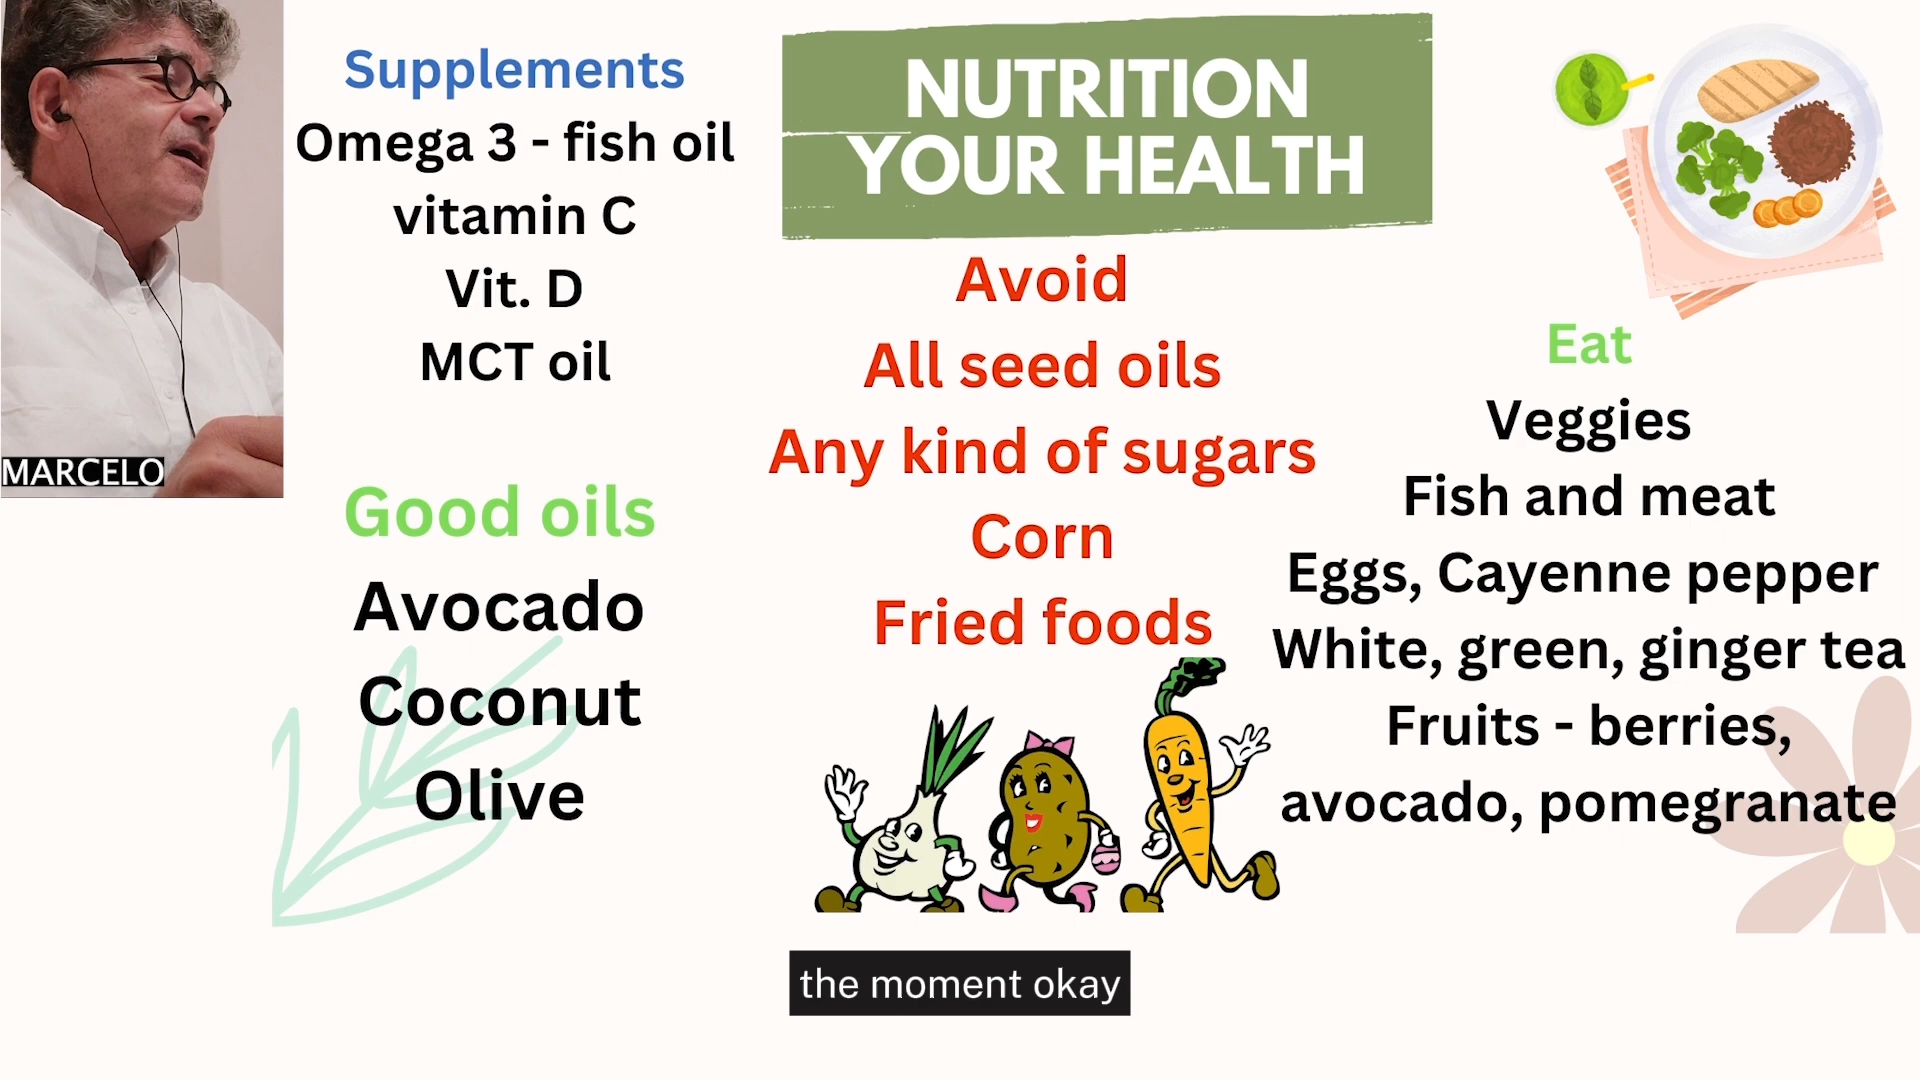 MARCELO
Supplements
Omega 3 - fish oil
vitamin C
Vit. D
MCT oil
Good oils
Avocado
Coconut
Olive
NUTRITION
YOUR HEALTH
Avoid
All seed oils
Any kind of sugars
Corn
Fried foods
Eat
Veggies
Fish and meat
Eggs, Cayenne pepper
White, green, ginger tea
Fruits - berries,
avocado, pomegranate
the moment okay